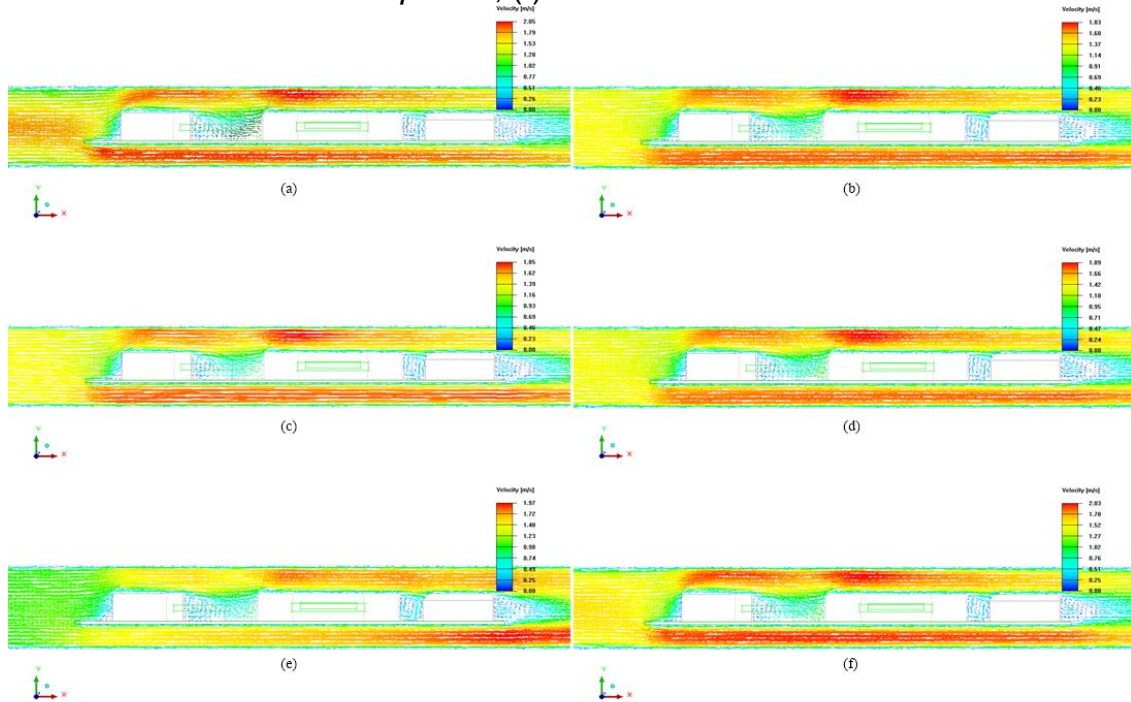 Velocity [m/s]
2.05
1.79
1.53
1.28
1.02
0.77
0.51
0.26
0.00
Y
X
(a)
Velocity [m/s]
1.83
1.60
1.37
1.14
0.91
0.69
0.46
0.23
0.00
Y
X
(b)
Velocity [m/s]
1.85
1.62
1.39
1.16
0.93
0.69
0.46
0.23
0.00
Y
X
(c)
Velocity [m/s]
1.89
1.66
1.42
1.18
0.95
0.71
0.47
0.24
0.00
Y
X
(d)
Velocity [m/s]
1.97
1.72
1.48
1.23
0.98
0.74
0.49
0.25
0.00
Y
X
(e)
Velocity [m/s]
2.03
1.78
1.52
1.27
1.02
0.76
0.51
0.25
0.00
Y
X
(f)